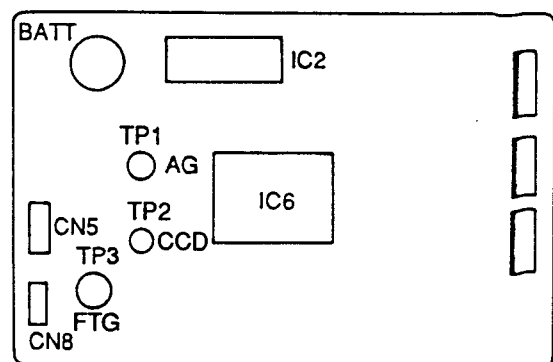 BATT
IC2
TP1
AG
IC6
TP2
CN5
CCD
TP3
FTG
CN8